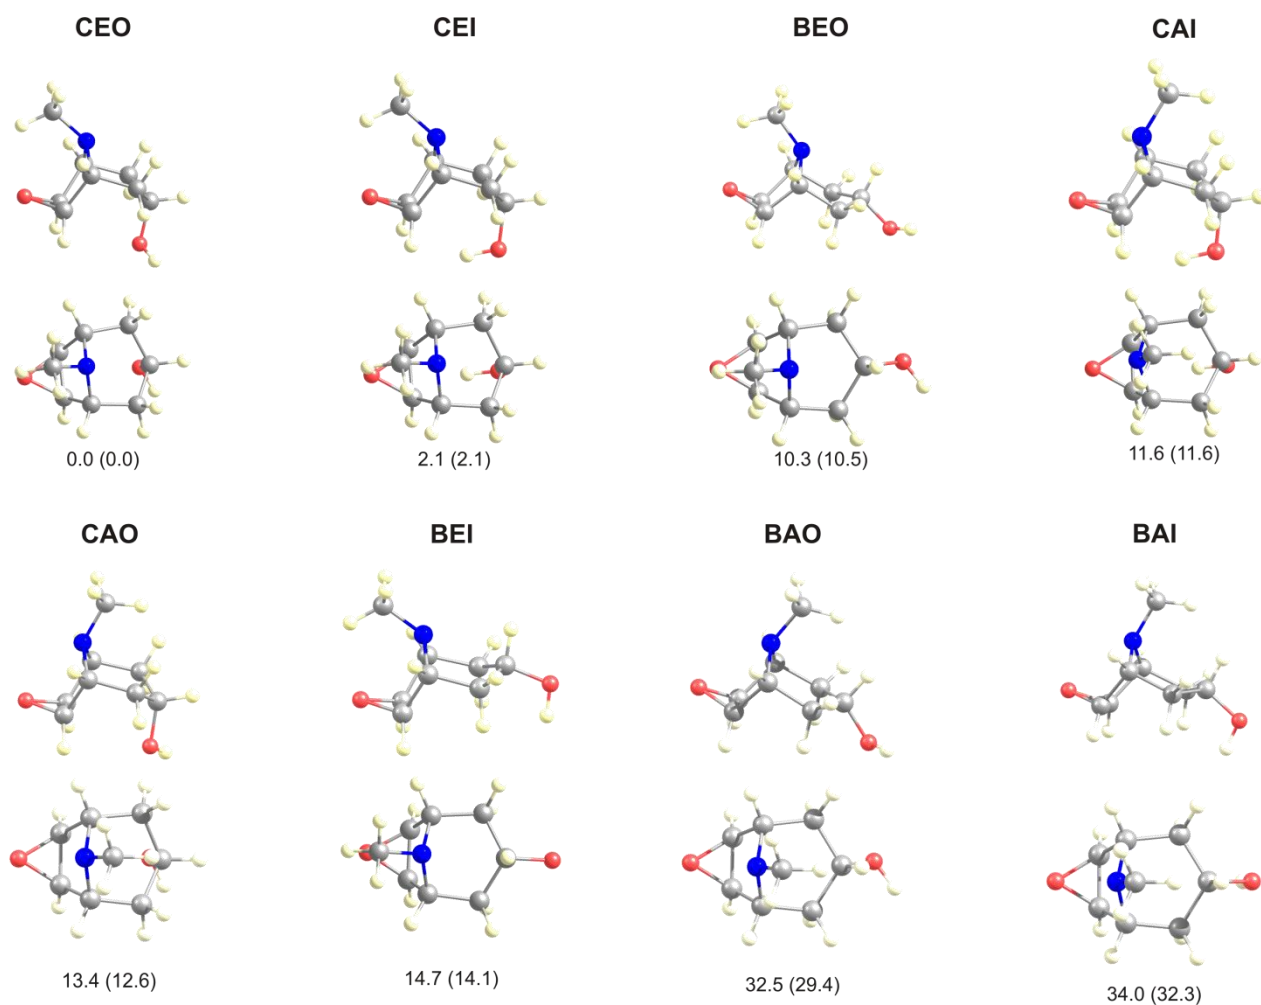 CEO
CEI
BEO
CAI
0.0 (0.0)
2.1 (2.1)
10.3 (10.5)
11.6 (11.6)
CAO
BEI
BAO
BAI
13.4 (12.6)
14.7 (14.1)
32.5 (29.4)
34.0 (32.3)